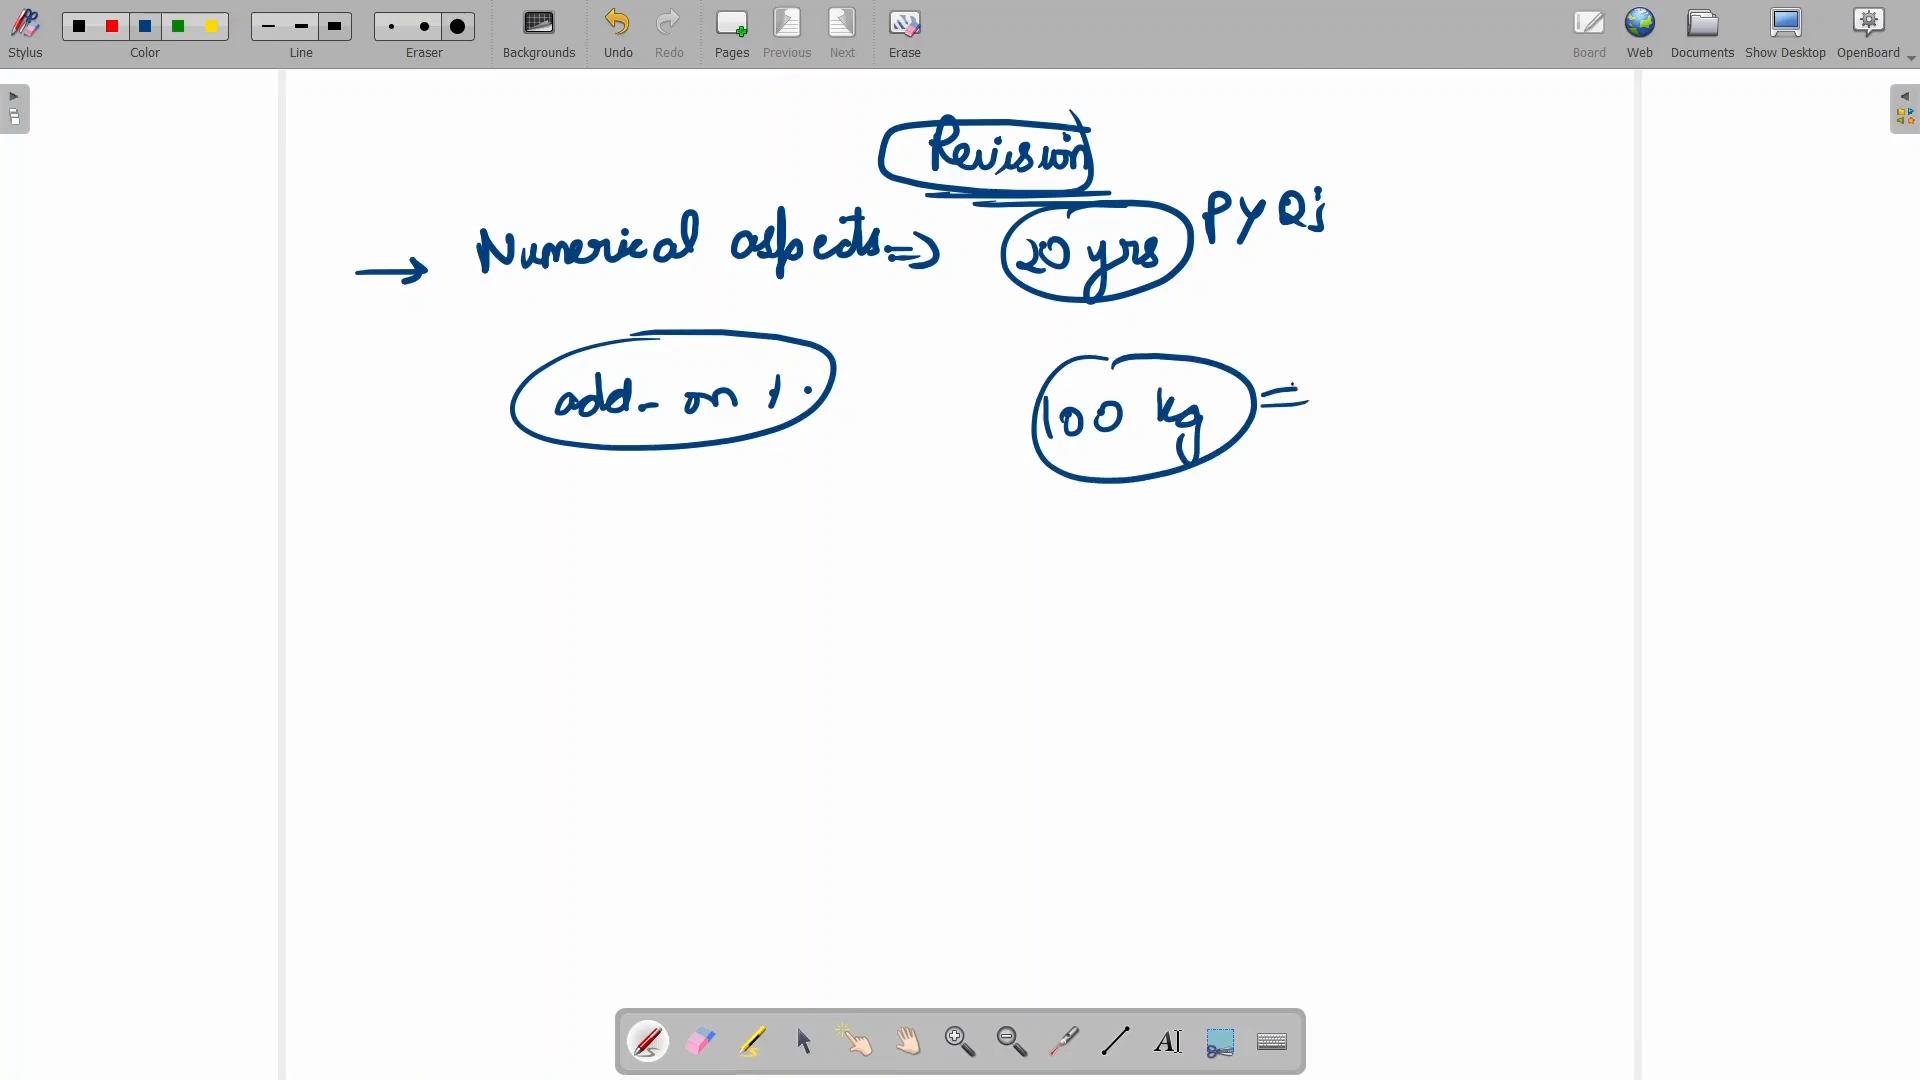 Stylus Color Line Eraser Backgrounds Undo Redo Pages Previous Next Erase Board Web Documents Show Desktop OpenBoard
Revision
→ Numerical aspects ⇒ 20 yrs PYQs
add-on %
100 kg =